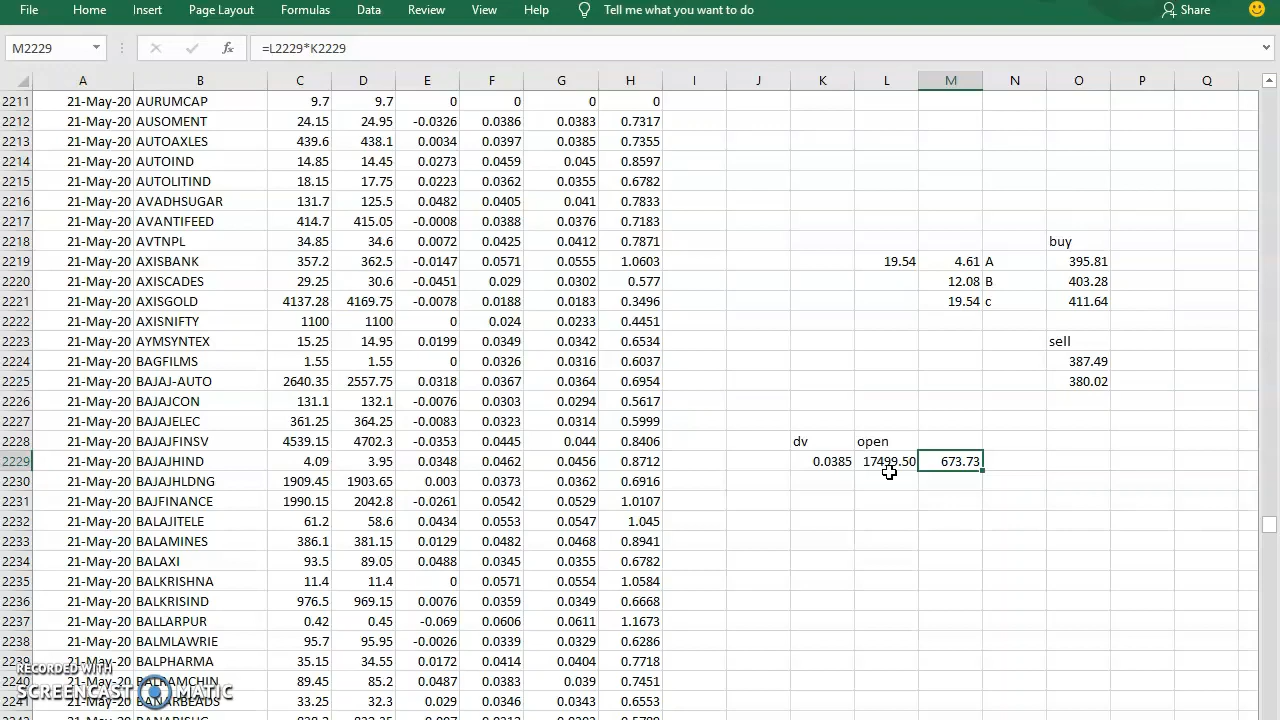 File Home Insert Page Layout Formulas Data Review View Help Tell me what you want to do Share
M2229 fx =L2229*K2229
A B C D E F G H I J K L M N O P Q
2211 21-May-20 AURUMCAP 9.7 9.7 0 0 0 0
2212 21-May-20 AUSOMENT 24.15 24.95 -0.0326 0.0386 0.0383 0.7317
2213 21-May-20 AUTOAXLES 439.6 438.1 0.0034 0.0397 0.0385 0.7355
2214 21-May-20 AUTOIND 14.85 14.45 0.0273 0.0459 0.045 0.8597
2215 21-May-20 AUTOLITIND 18.15 17.75 0.0223 0.0362 0.0355 0.6782
2216 21-May-20 AVADHSUGAR 131.7 125.5 0.0482 0.0405 0.041 0.7833
2217 21-May-20 AVANTIFEED 414.7 415.05 -0.0008 0.0388 0.0376 0.7183
2218 21-May-20 AVTNPL 34.85 34.6 0.0072 0.0425 0.0412 0.7871 buy
2219 21-May-20 AXISBANK 357.2 362.5 -0.0147 0.0571 0.0555 1.0603 19.54 4.61 A 395.81
2220 21-May-20 AXISCADES 29.25 30.6 -0.0451 0.029 0.0302 0.577 12.08 B 403.28
2221 21-May-20 AXISGOLD 4137.28 4169.75 -0.0078 0.0188 0.0183 0.3496 19.54 c 411.64
2222 21-May-20 AXISNIFTY 1100 1100 0 0.024 0.0233 0.4451
2223 21-May-20 AYMSYNTEX 15.25 14.95 0.0199 0.0349 0.0342 0.6534 sell
2224 21-May-20 BAGFILMS 1.55 1.55 0 0.0326 0.0316 0.6037 387.49
2225 21-May-20 BAJAJ-AUTO 2640.35 2557.75 0.0318 0.0367 0.0364 0.6954 380.02
2226 21-May-20 BAJAJCON 131.1 132.1 -0.0076 0.0303 0.0294 0.5617
2227 21-May-20 BAJAJELEC 361.25 364.25 -0.0083 0.0323 0.0314 0.5999
2228 21-May-20 BAJAJFINSV 4539.15 4702.3 -0.0353 0.0445 0.044 0.8406 dv open
2229 21-May-20 BAJAJHIND 4.09 3.95 0.0348 0.0462 0.0456 0.8712 0.0385 17499.50 673.73
2230 21-May-20 BAJAJHLDNG 1909.45 1903.65 0.003 0.0373 0.0362 0.6916
2231 21-May-20 BAJFINANCE 1990.15 2042.8 -0.0261 0.0542 0.0529 1.0107
2232 21-May-20 BALAJITELE 61.2 58.6 0.0434 0.0553 0.0547 1.045
2233 21-May-20 BALAMINES 386.1 381.15 0.0129 0.0482 0.0468 0.8941
2234 21-May-20 BALAXI 93.5 89.05 0.0488 0.0345 0.0355 0.6782
2235 21-May-20 BALKRISHNA 11.4 11.4 0 0.0571 0.0554 1.0584
2236 21-May-20 BALKRISIND 976.5 969.15 0.0076 0.0359 0.0349 0.6668
2237 21-May-20 BALLARPUR 0.42 0.45 -0.069 0.0606 0.0611 1.1673
2238 21-May-20 BALMLAWRIE 95.7 95.95 -0.0026 0.0339 0.0329 0.6286
2239 21-May-20 BALPHARMA 35.15 34.55 0.0172 0.0414 0.0404 0.7718
RECORDED WITH
2240 21-May-20 BALRAMCHIN 89.45 85.2 0.0487 0.0383 0.039 0.7451
SCREENCAST MATIC
2241 21-May-20 BANARBEADS 33.25 32.3 0.029 0.0346 0.0343 0.6553